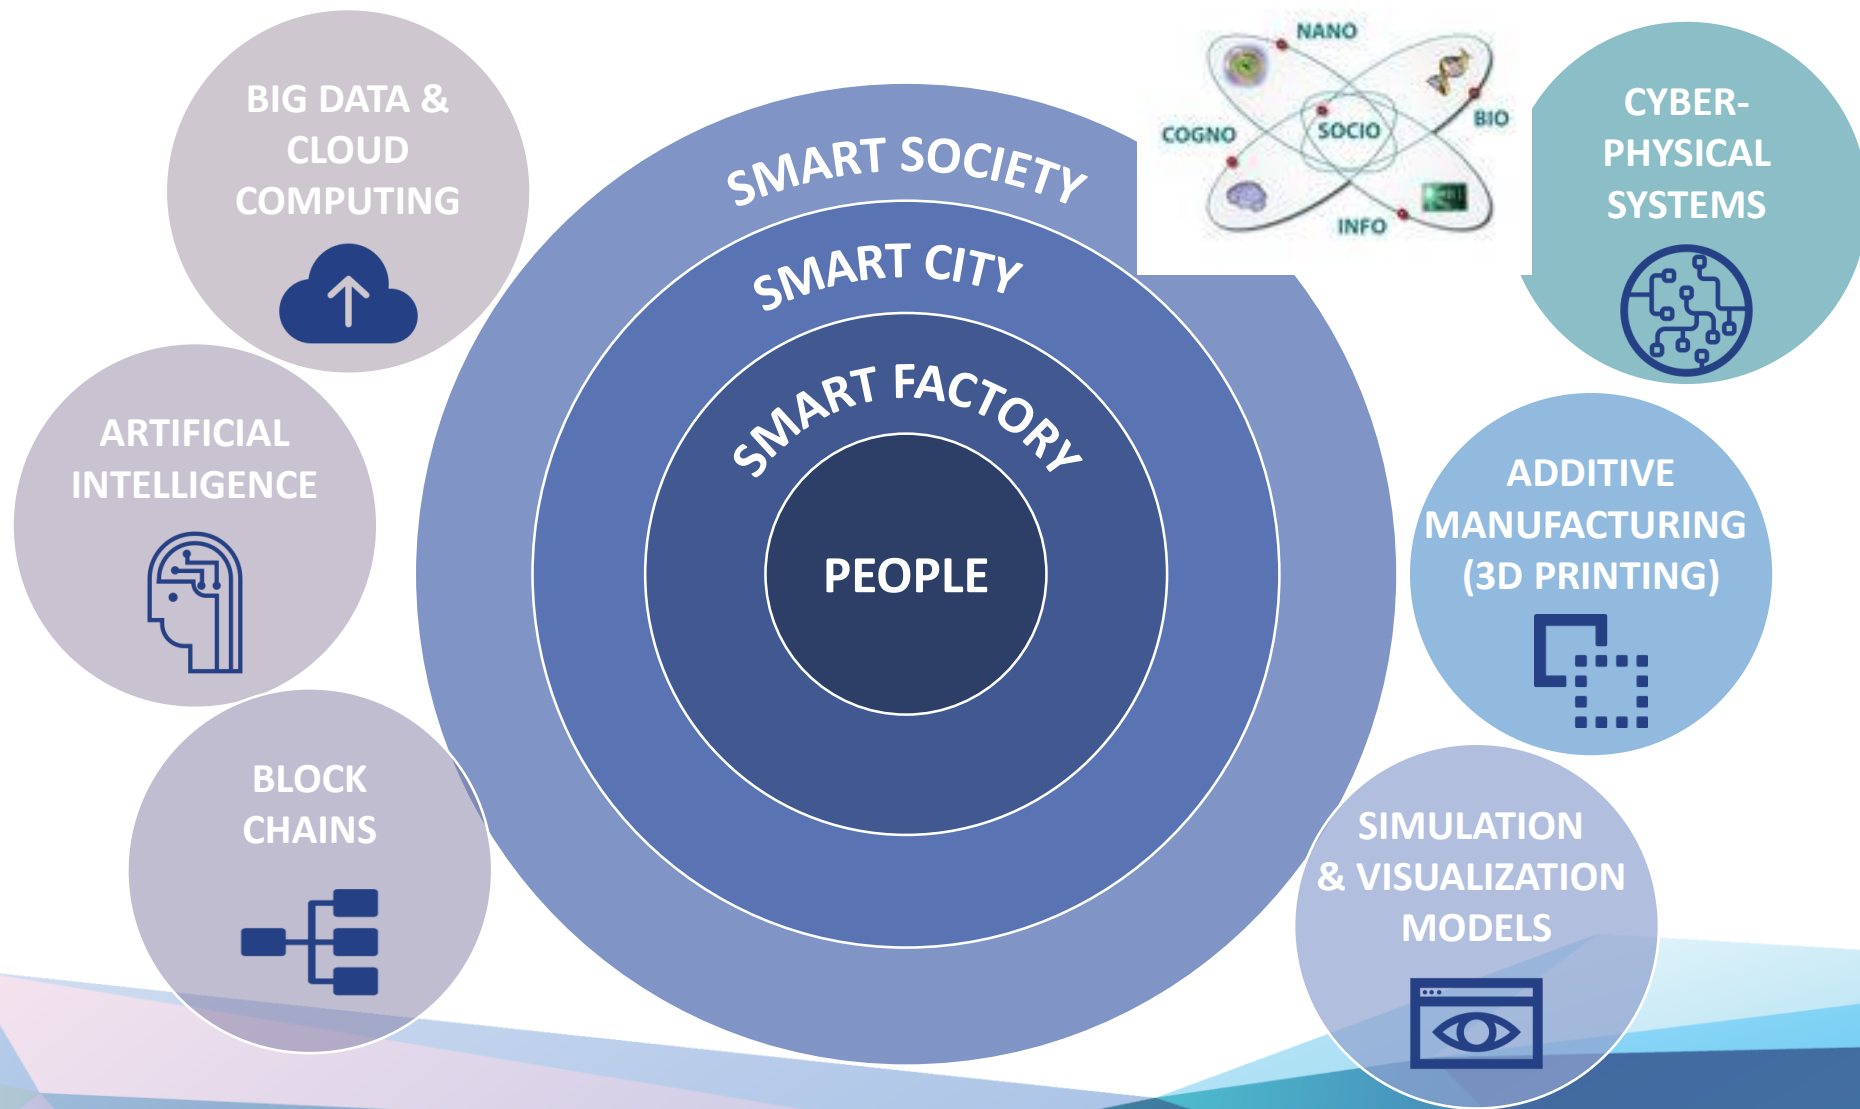 BIG DATA &
CLOUD
COMPUTING
ARTIFICIAL
INTELLIGENCE
BLOCK
CHAINS
SMART SOCIETY
SMART CITY
SMART FACTORY
PEOPLE
NANO
BIO
COGNO
SOCIO
INFO
CYBER-
PHYSICAL
SYSTEMS
ADDITIVE
MANUFACTURING
(3D PRINTING)
SIMULATION
& VISUALIZATION
MODELS